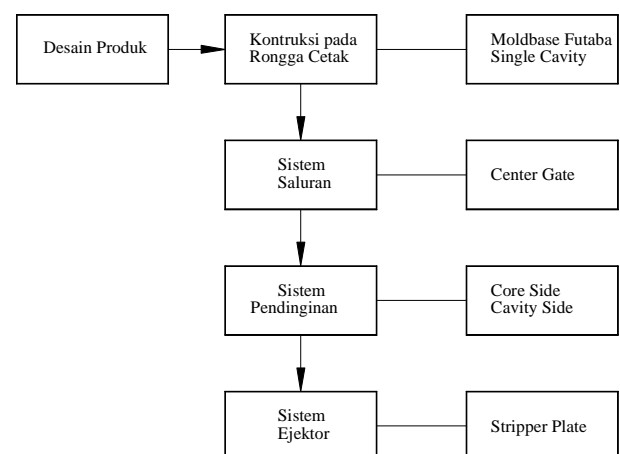 Desain Produk
Kontruksi pada
Rongga Cetak
Moldbase Futaba
Single Cavity
Sistem
Saluran
Center Gate
Sistem
Pendinginan
Core Side
Cavity Side
Sistem
Ejektor
Stripper Plate